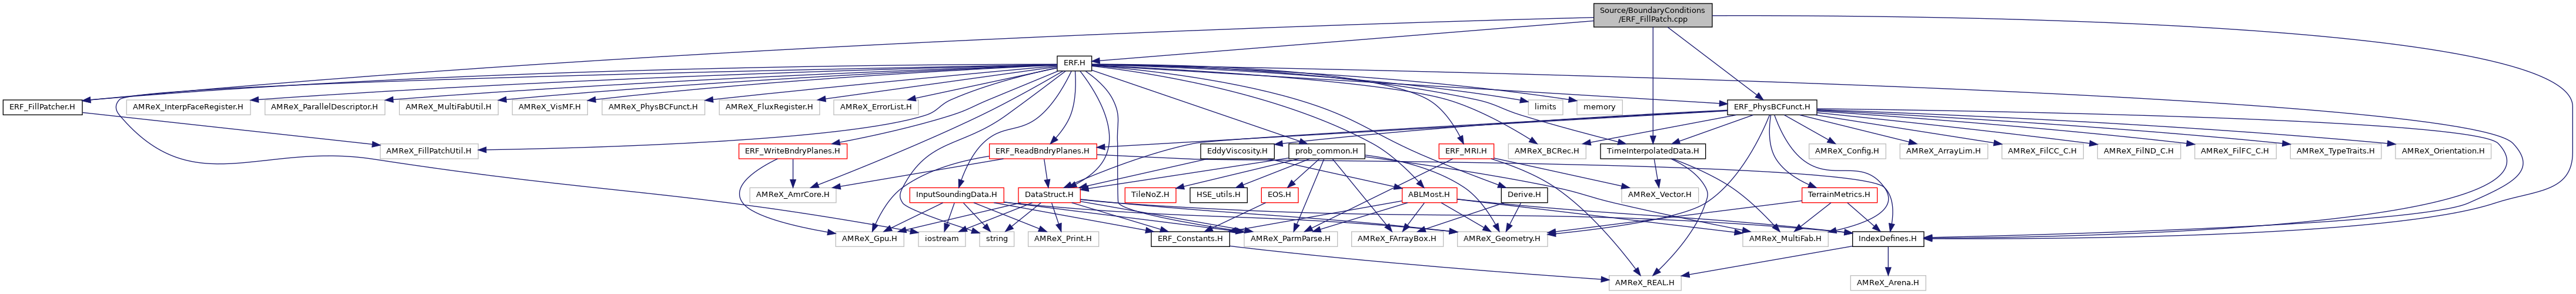 Source/BoundaryConditions
/ERF_FillPatch.cpp
ERF.H
ERF_FillPatcher.H
AMReX_InterpFaceRegister.H
AMReX_ParallelDescriptor.H
AMReX_MultiFabUtil.H
AMReX_VisMF.H
AMReX_PhysBCFunct.H
AMReX_FluxRegister.H
AMReX_ErrorList.H
limits
memory
ERF_PhysBCFunct.H
AMReX_FillPatchUtil.H
ERF_WriteBndryPlanes.H
ERF_ReadBndryPlanes.H
EddyViscosity.H
prob_common.H
ERF_MRI.H
AMReX_BCRec.H
TimeInterpolatedData.H
AMReX_Config.H
AMReX_ArrayLim.H
AMReX_FilCC_C.H
AMReX_FilND_C.H
AMReX_FilFC_C.H
AMReX_TypeTraits.H
AMReX_Orientation.H
AMReX_AmrCore.H
InputSoundingData.H
DataStruct.H
TileNoZ.H
HSE_utils.H
EOS.H
ABLMost.H
Derive.H
AMReX_Vector.H
TerrainMetrics.H
AMReX_Gpu.H
iostream
string
AMReX_Print.H
ERF_Constants.H
AMReX_ParmParse.H
AMReX_FArrayBox.H
AMReX_Geometry.H
AMReX_MultiFab.H
IndexDefines.H
AMReX_REAL.H
AMReX_Arena.H